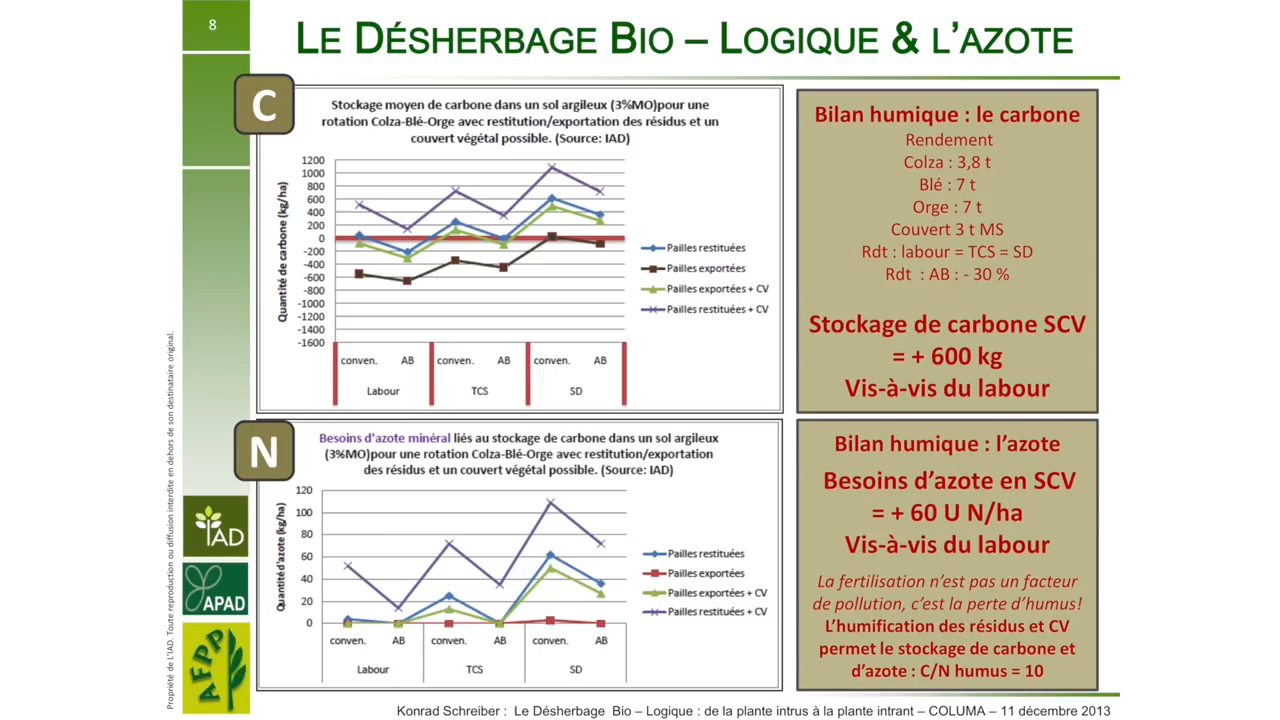 8
LE DÉSHERBAGE BIO – LOGIQUE & L'AZOTE
C
Stockage moyen de carbone dans un sol argileux (3%MO)pour une
rotation Colza-Blé-Orge avec restitution/exportation des résidus et un
couvert végétal possible. (Source: IAD)
Quantité de carbone (kg/ha)
1200
1000
800
600
400
200
0
-200
-400
-600
-800
-1000
-1200
-1400
-1600
conven. AB conven. AB conven. AB
Labour TCS SD
Pailles restituées
Pailles exportées
Pailles exportées + CV
Pailles restituées + CV
Bilan humique : le carbone
Rendement
Colza : 3,8 t
Blé : 7 t
Orge : 7 t
Couvert 3 t MS
Rdt : labour = TCS = SD
Rdt : AB : - 30 %
Stockage de carbone SCV
= + 600 kg
Vis-à-vis du labour
N
Besoins d'azote minéral liés au stockage de carbone dans un sol argileux
(3%MO)pour une rotation Colza-Blé-Orge avec restitution/exportation
des résidus et un couvert végétal possible. (Source: IAD)
Quantité d'azote (kg/ha)
120
100
80
60
40
20
0
conven. AB conven. AB conven. AB
Labour TCS SD
Pailles restituées
Pailles exportées
Pailles exportées + CV
Pailles restituées + CV
Bilan humique : l'azote
Besoins d'azote en SCV
= + 60 U N/ha
Vis-à-vis du labour
La fertilisation n'est pas un facteur
de pollution, c'est la perte d'humus!
L'humification des résidus et CV
permet le stockage de carbone et
d'azote : C/N humus = 10
Propriété de L'IAD. Toute reproduction ou diffusion interdite en dehors de son destinataire original.
IAD
APAD
AFPP
Konrad Schreiber : Le Désherbage Bio – Logique : de la plante intrus à la plante intrant – COLUMA – 11 décembre 2013